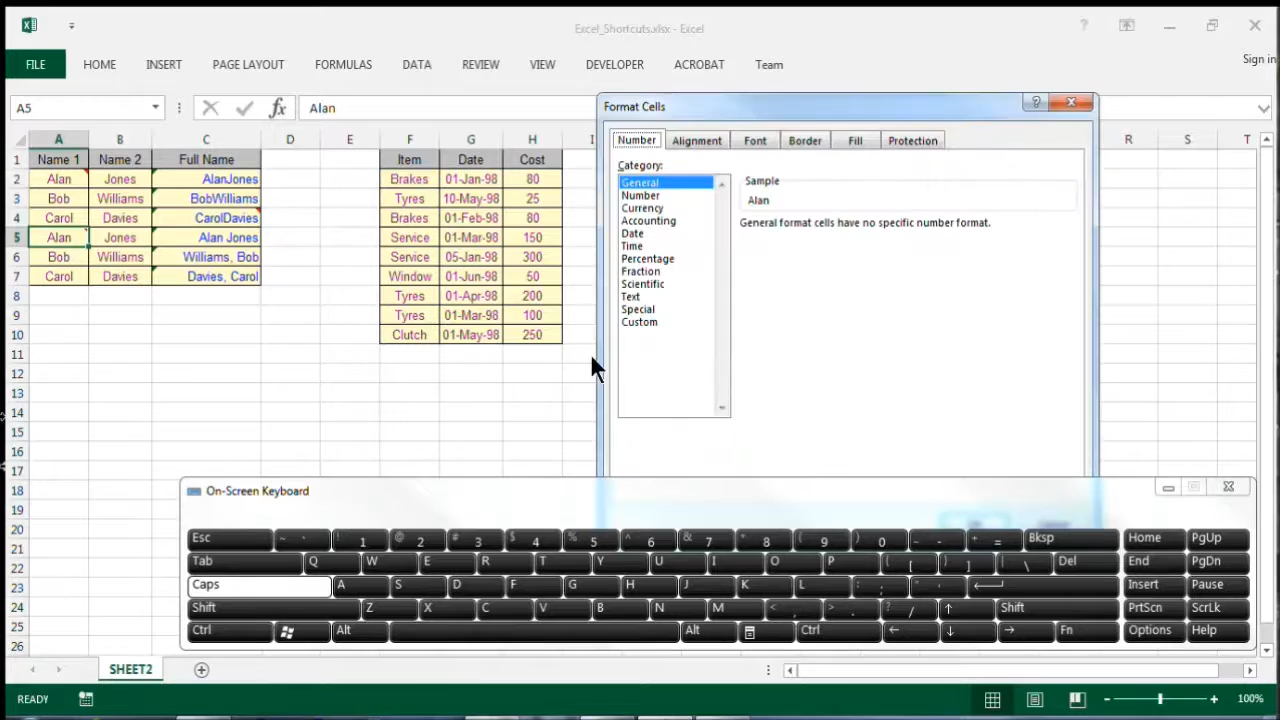 Excel_Shortcuts.xlsx - Excel
?
FILE HOME INSERT PAGE LAYOUT FORMULAS DATA REVIEW VIEW DEVELOPER ACROBAT Team
Sign in
A5 fx Alan
A B C D E F G H I R S T
1 Name 1 Name 2 Full Name Item Date Cost
2 Alan Jones AlanJones Brakes 01-Jan-98 80
3 Bob Williams BobWilliams Tyres 10-May-98 25
4 Carol Davies CarolDavies Brakes 01-Feb-98 80
5 Alan Jones Alan Jones Service 01-Mar-98 150
6 Bob Williams Williams, Bob Service 05-Jan-98 300
7 Carol Davies Davies, Carol Window 01-Jun-98 50
8 Tyres 01-Apr-98 200
9 Tyres 01-Mar-98 100
10 Clutch 01-May-98 250
11
12
13
14
15
16
17
18
19
20
21
22
23
24
25
26
Format Cells ?
Number Alignment Font Border Fill Protection
Category:
General
Number
Currency
Accounting
Date
Time
Percentage
Fraction
Scientific
Text
Special
Custom
Sample
Alan
General format cells have no specific number format.
On-Screen Keyboard
Esc ~ ` ! 1 @ 2 # 3 $ 4 % 5 ^ 6 & 7 * 8 ( 9 ) 0 _ - + = Bksp Home PgUp
Tab Q W E R T Y U I O P { [ } ] | \ Del End PgDn
Caps A S D F G H J K L : ; " ' Insert Pause
Shift Z X C V B N M < , > . ? / ↑ Shift PrtScn ScrLk
Ctrl Alt Alt Ctrl ← ↓ → Fn Options Help
SHEET2
READY 100%